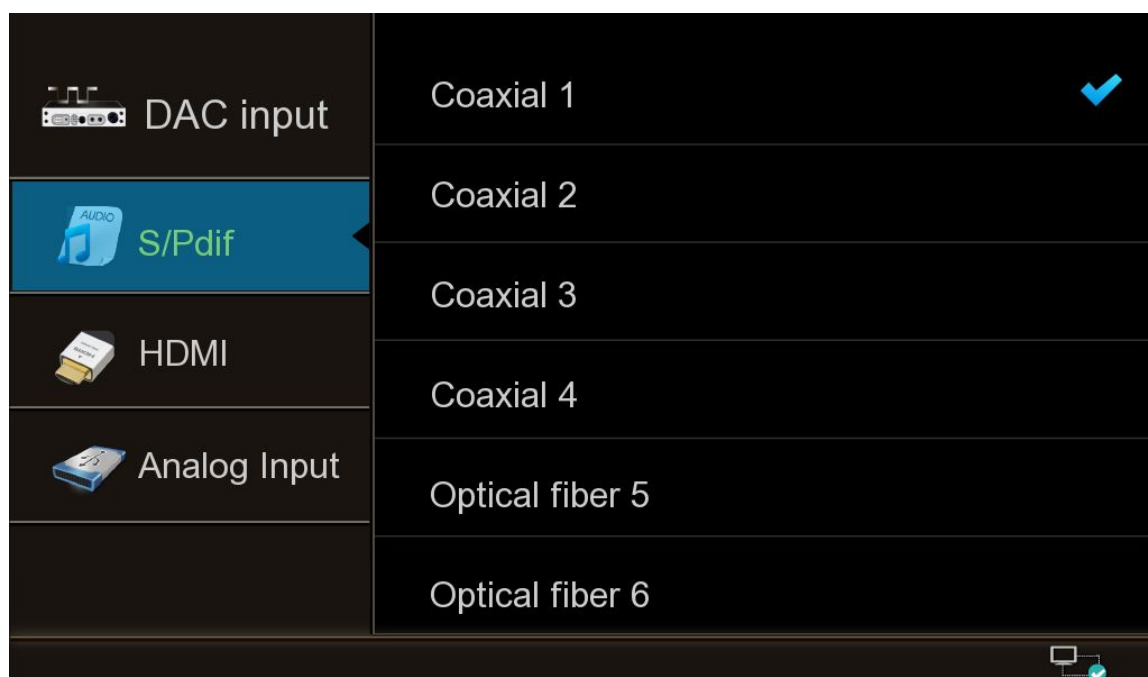 DAC input
AUDIO
S/Pdif
HDMI
Analog Input
Coaxial 1
Coaxial 2
Coaxial 3
Coaxial 4
Optical fiber 5
Optical fiber 6